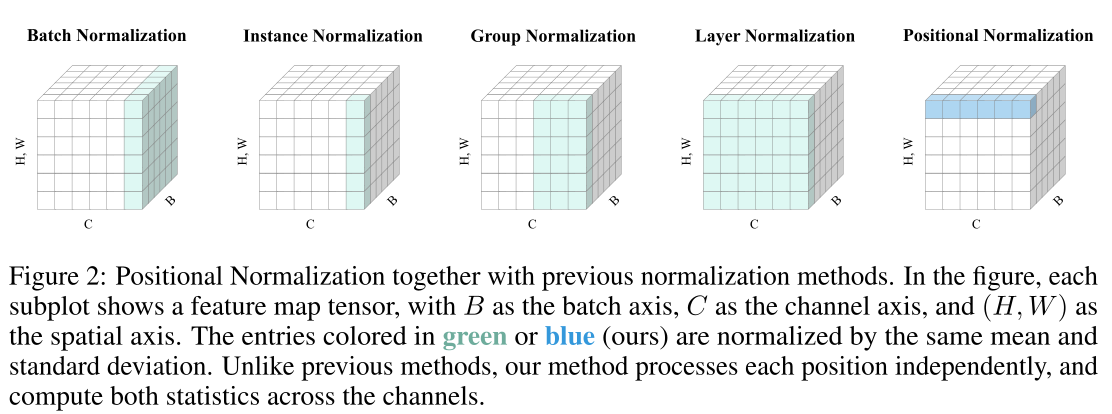 Batch Normalization Instance Normalization Group Normalization Layer Normalization Positional Normalization
H, W H, W H, W H, W H, W
B B B B B
C C C C C
Figure 2: Positional Normalization together with previous normalization methods. In the figure, each
subplot shows a feature map tensor, with B as the batch axis, C as the channel axis, and (H, W) as
the spatial axis. The entries colored in green or blue (ours) are normalized by the same mean and
standard deviation. Unlike previous methods, our method processes each position independently, and
compute both statistics across the channels.